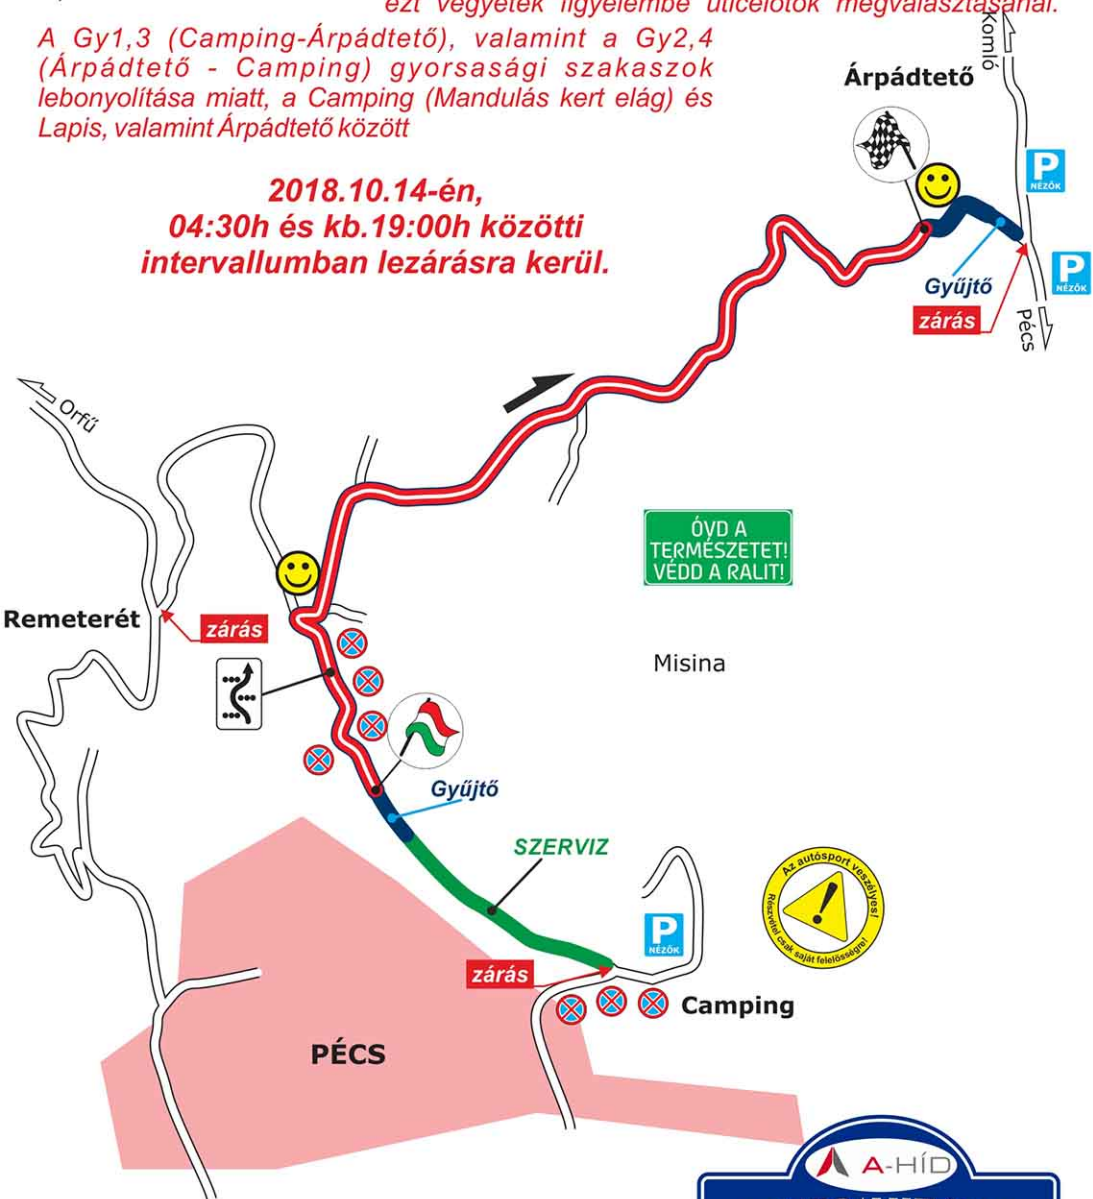 ezt vegyétek figyelembe úticélotok megválasztásánál.
A Gy1,3 (Camping-Árpádtető), valamint a Gy2,4
(Árpádtető - Camping) gyorsasági szakaszok
lebonyolítása miatt, a Camping (Mandulás kert elág) és
Lapis, valamint Árpádtető között
2018.10.14-én,
04:30h és kb.19:00h közötti
intervallumban lezárásra kerül.
Komló
Árpádtető
P
NÉZŐK
P
NÉZŐK
Gyűjtő
zárás
Pécs
Orfű
ÓVD A
TERMÉSZETET!
VÉDD A RALIT!
Remeterét
zárás
Misina
Gyűjtő
SZERVIZ
Az autósport veszélyes!
Részvétel csak saját felelősségre!
P
NÉZŐK
zárás
Camping
PÉCS
A-HÍD